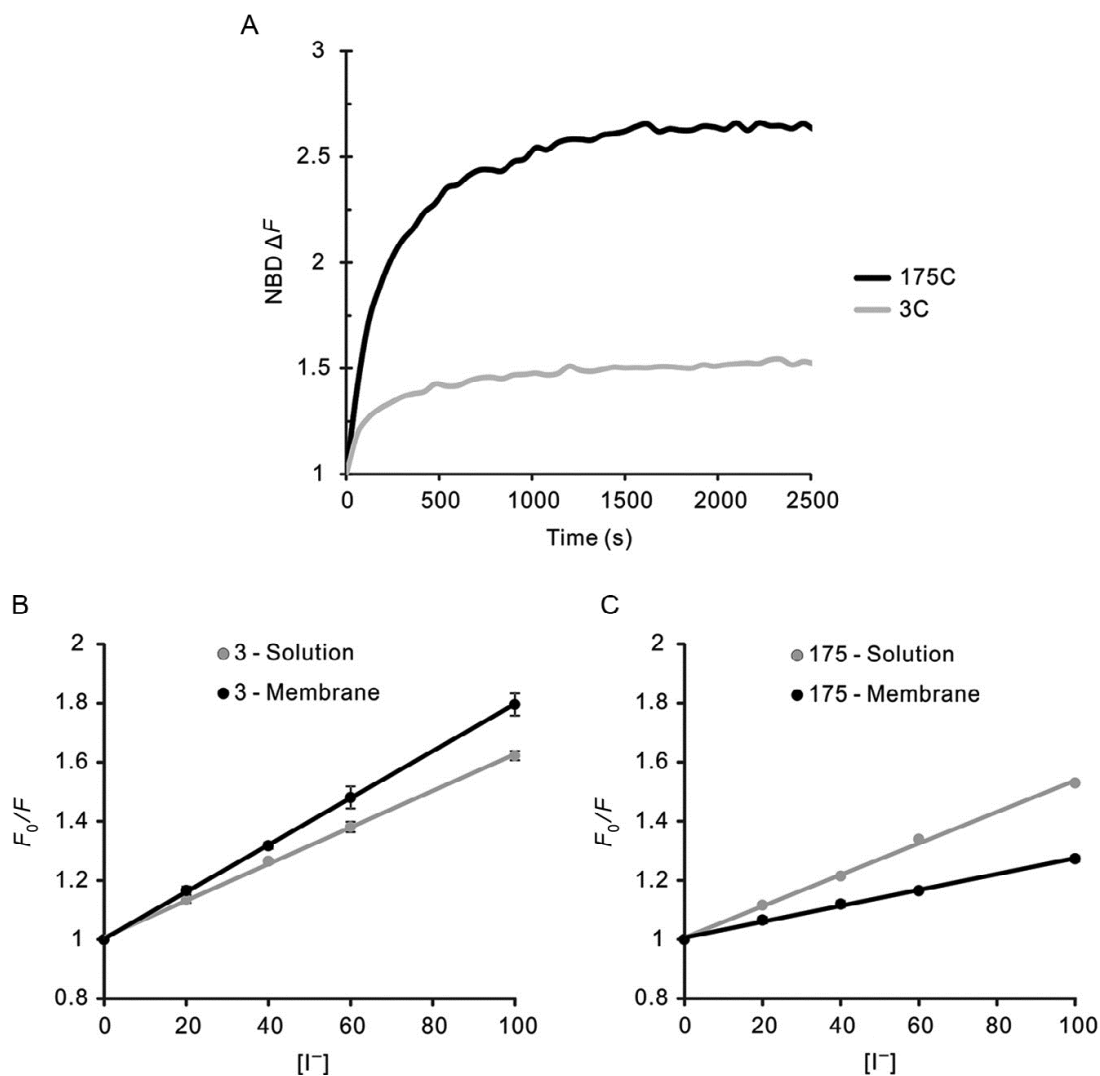 A
3
2.5
2
1.5
1
NBD ΔF
0 500 1000 1500 2000 2500
Time (s)
175C
3C
B
2
1.8
1.6
1.4
1.2
1
0.8
F₀/F
3 - Solution
3 - Membrane
0 20 40 60 80 100
[I⁻]
C
2
1.8
1.6
1.4
1.2
1
0.8
F₀/F
175 - Solution
175 - Membrane
0 20 40 60 80 100
[I⁻]